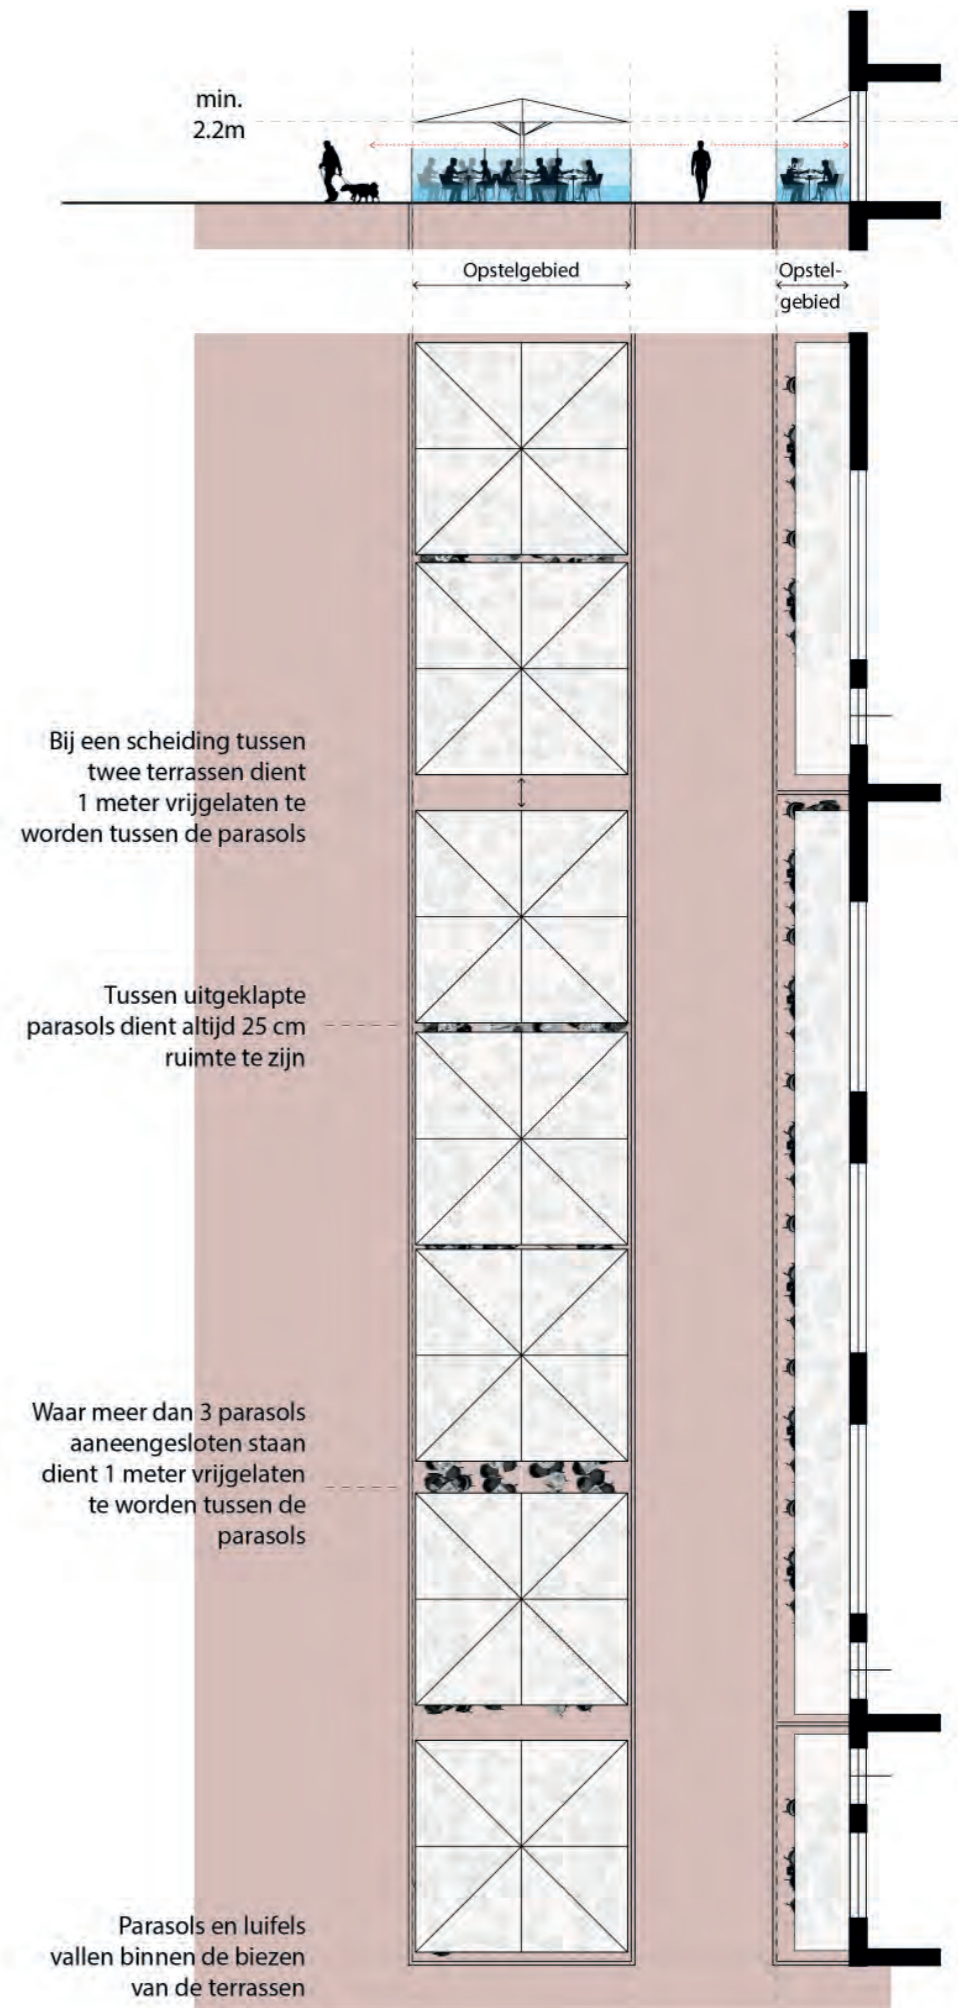 min.
2.2m
Opstelgebied
Opstel-
gebied
Bij een scheiding tussen
twee terrassen dient
1 meter vrijgelaten te
worden tussen de parasols
Tussen uitgeklapte
parasols dient altijd 25 cm
ruimte te zijn
Waar meer dan 3 parasols
aaneengesloten staan
dient 1 meter vrijgelaten
te worden tussen de
parasols
Parasols en luifels
vallen binnen de biezen
van de terrassen